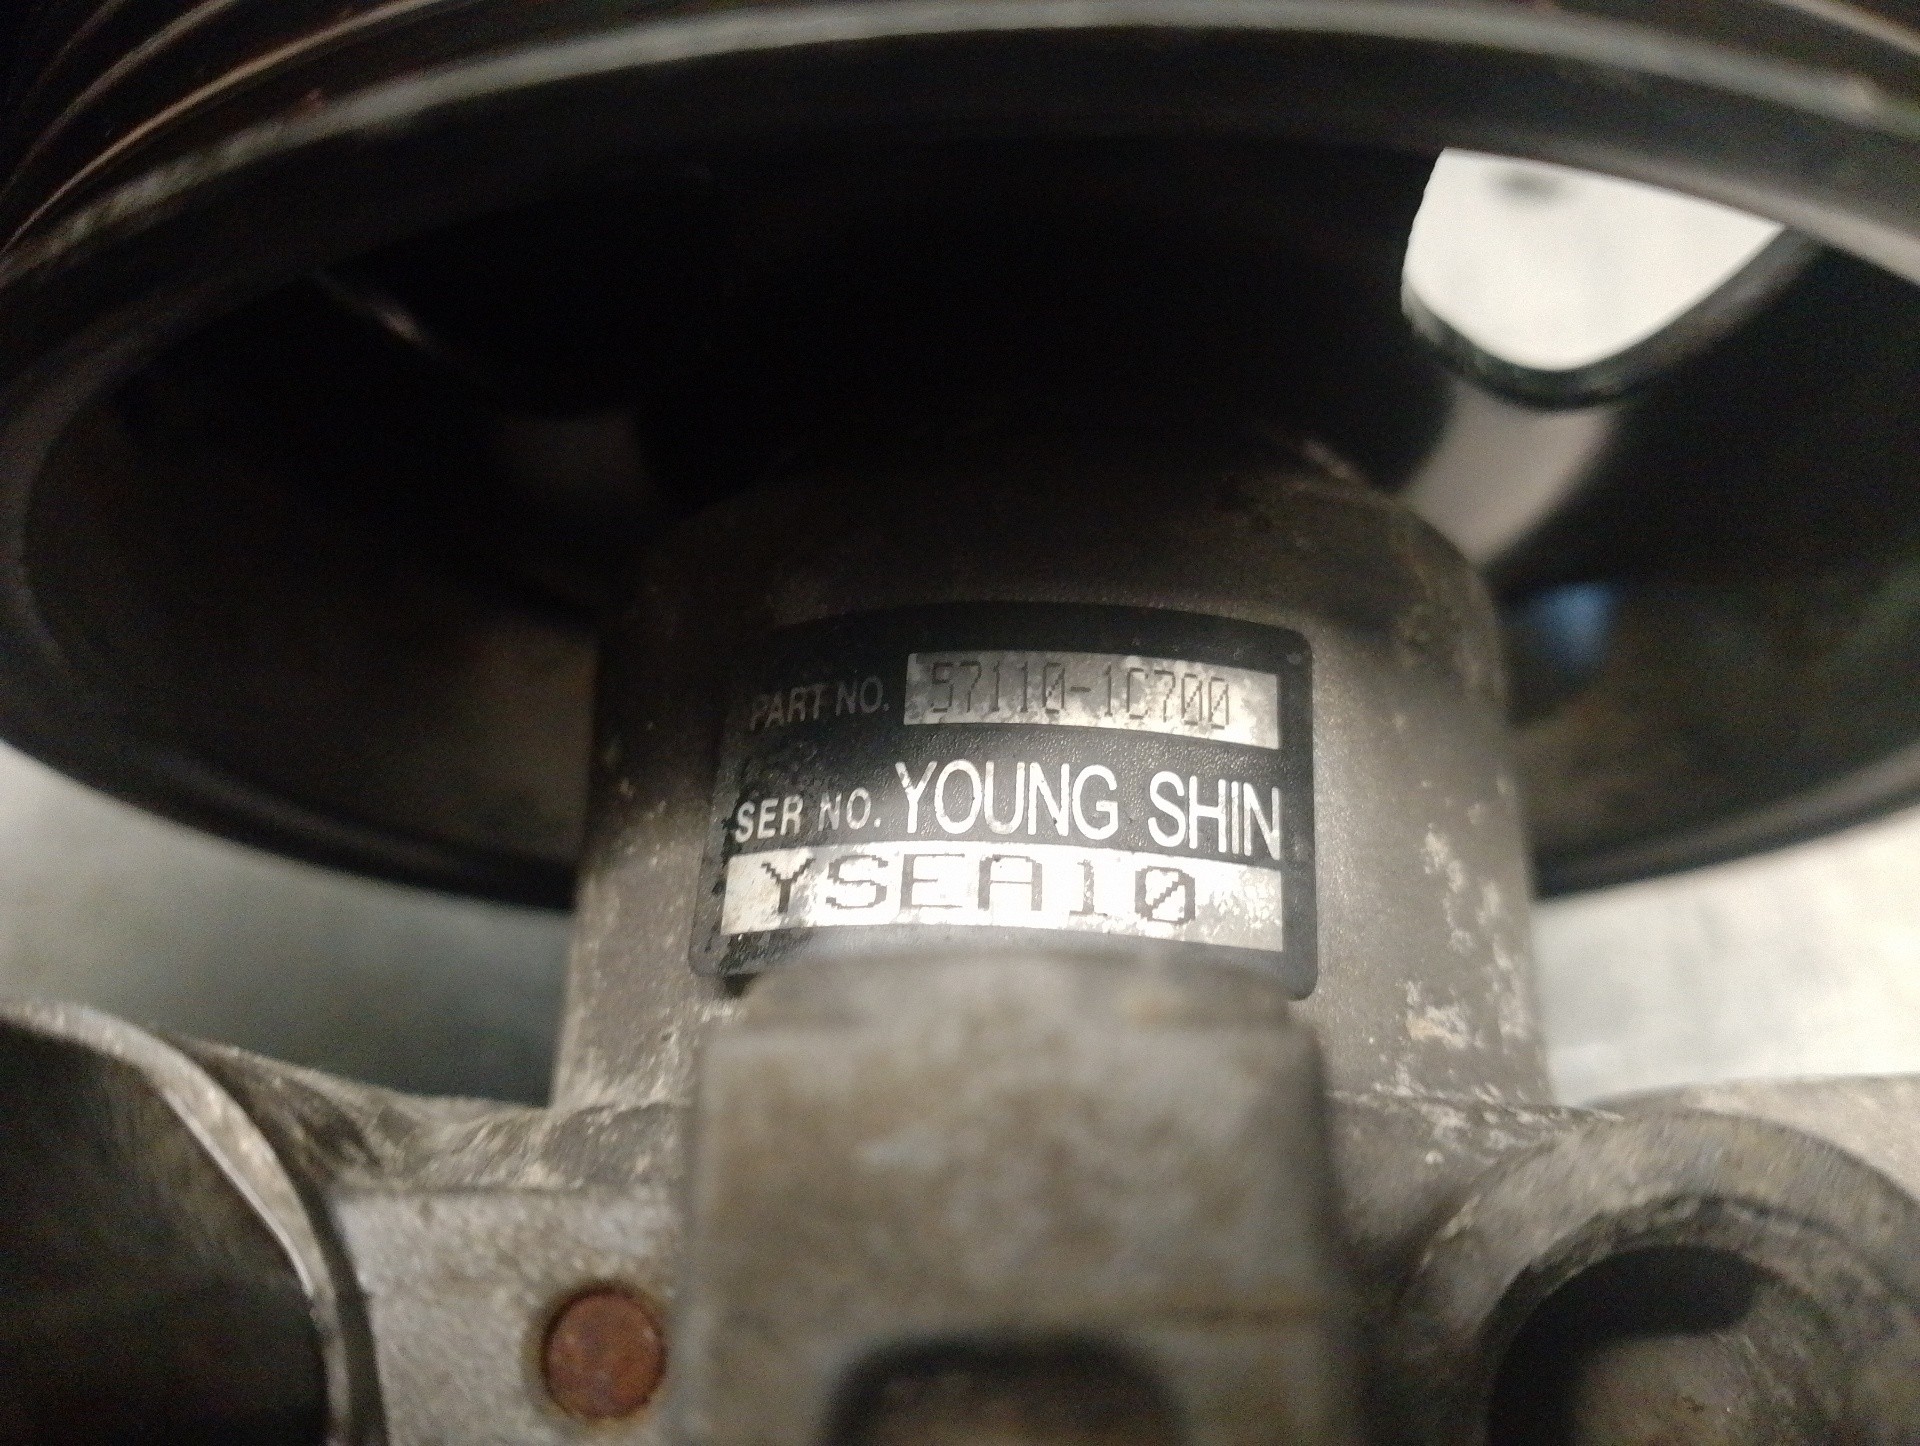 PART NO. 57110-1C700
SER NO. YOUNG SHIN
YSEA10